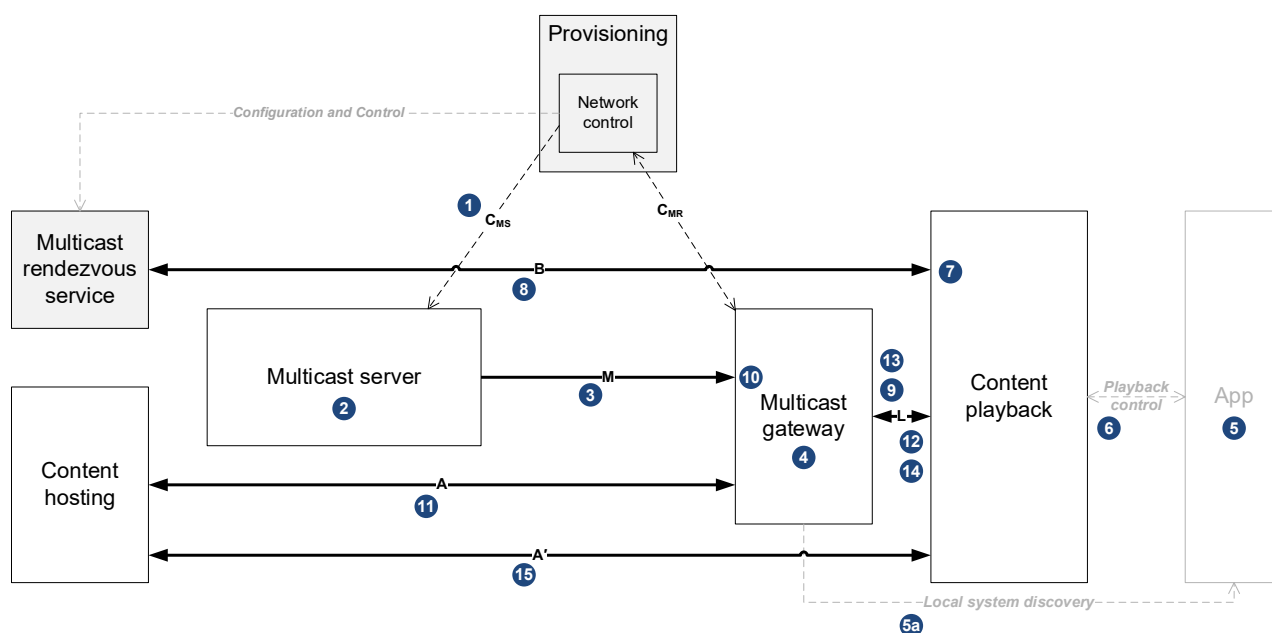 Provisioning
Network
control
Configuration and Control
1
CMS
CMR
Multicast
rendezvous
service
B
8
7
Multicast server
2
M
3
10
Multicast
gateway
4
13
9
L
12
14
Content
playback
Playback
control
6
App
5
Content
hosting
A
11
A′
15
Local system discovery
5a